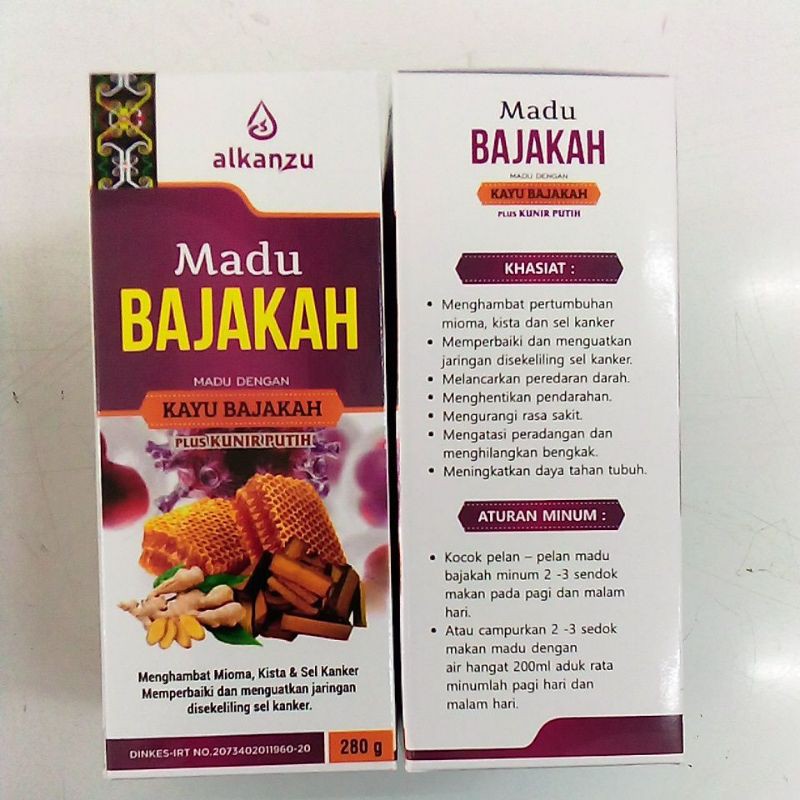 alkanzu
Madu
BAJAKAH
MADU DENGAN
KAYU BAJAKAH
PLUS KUNIR PUTIH
Menghambat Mioma, Kista & Sel Kanker
Memperbaiki dan menguatkan jaringan
disekeliling sel kanker.
DINKES-IRT NO.2073402011960-20
280 g
Madu
BAJAKAH
MADU DENGAN
KAYU BAJAKAH
PLUS KUNIR PUTIH
KHASIAT :
• Menghambat pertumbuhan
mioma, kista dan sel kanker
• Memperbaiki dan menguatkan
jaringan disekeliling sel kanker.
• Melancarkan peredaran darah.
• Menghentikan pendarahan.
• Mengurangi rasa sakit.
• Mengatasi peradangan dan
menghilangkan bengkak.
• Meningkatkan daya tahan tubuh.
ATURAN MINUM :
• Kocok pelan – pelan madu
bajakah minum 2 -3 sendok
makan pada pagi dan malam
hari.
• Atau campurkan 2 -3 sedok
makan madu dengan
air hangat 200ml aduk rata
minumlah pagi hari dan
malam hari.